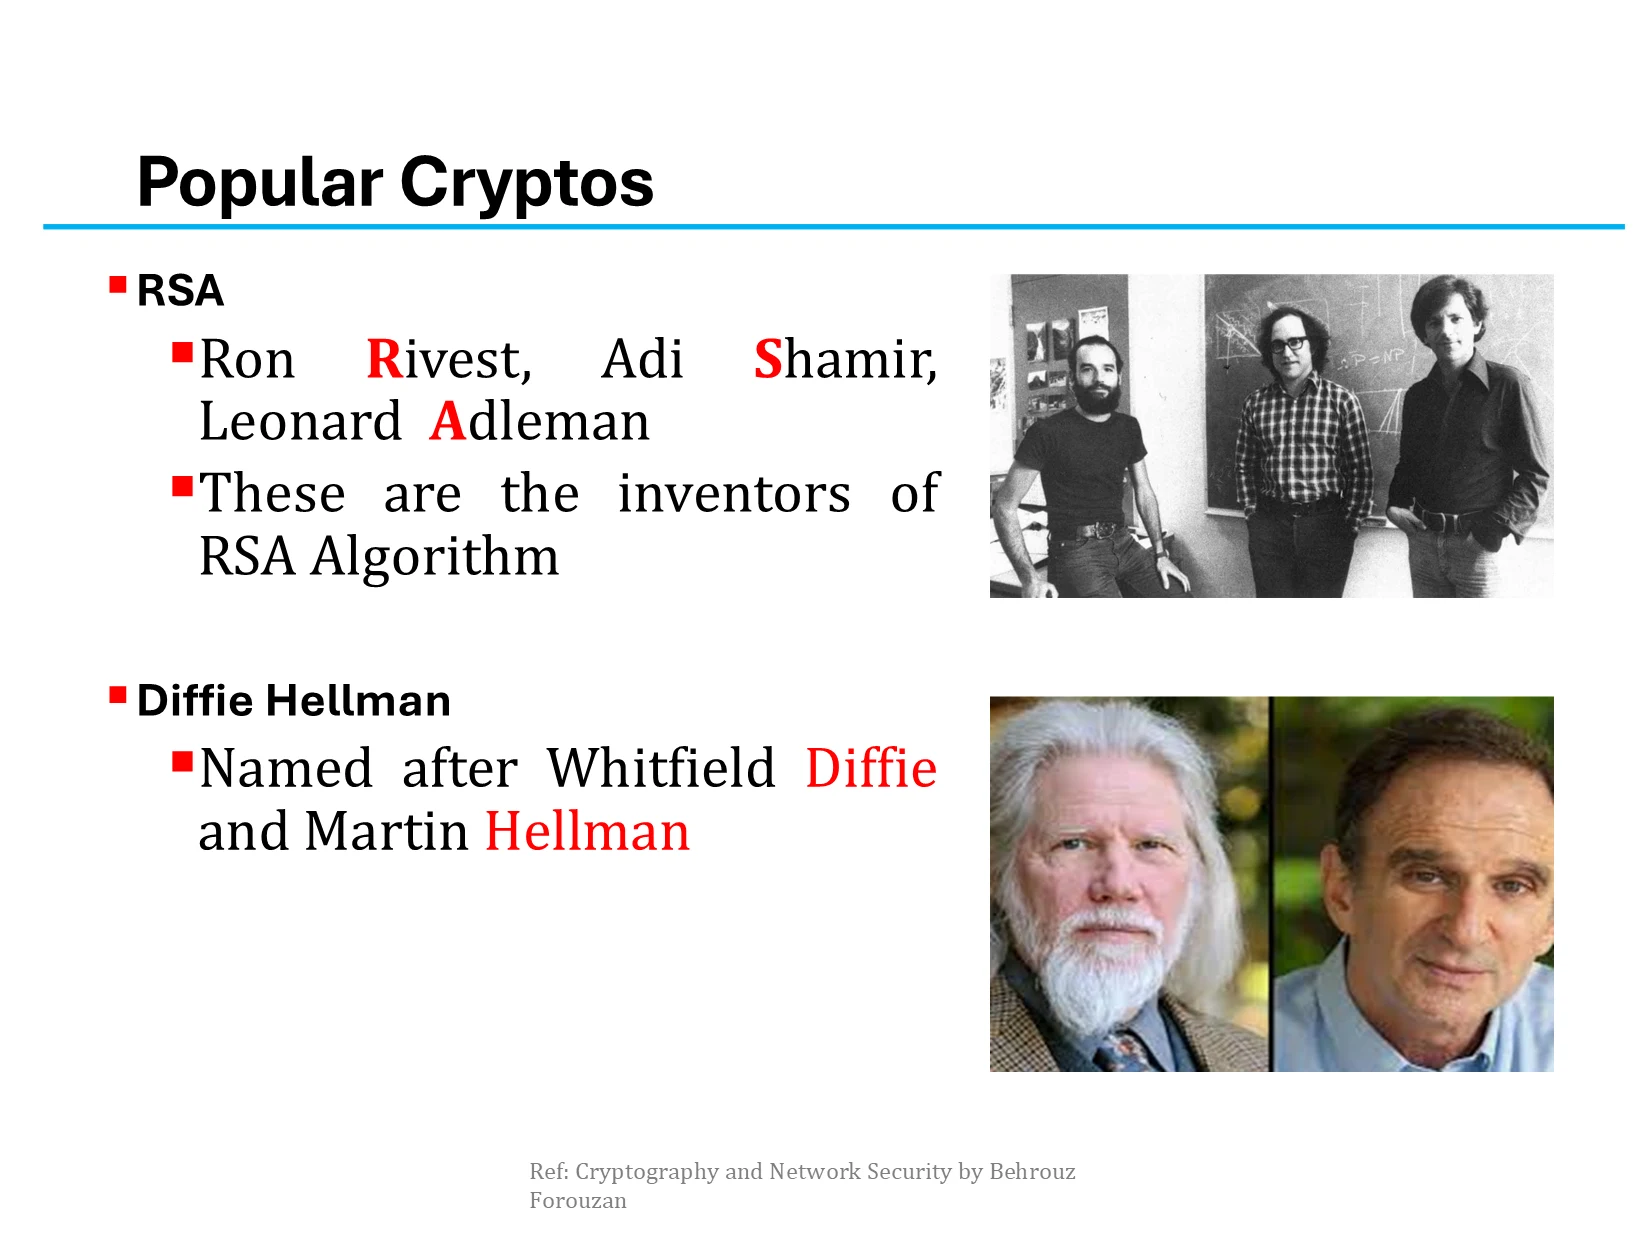 Popular Cryptos
RSA
Ron Rivest, Adi Shamir,
Leonard Adleman
These are the inventors of
RSA Algorithm
Diffie Hellman
Named after Whitfield Diffie
and Martin Hellman
P = NP
Ref: Cryptography and Network Security by Behrouz
Forouzan